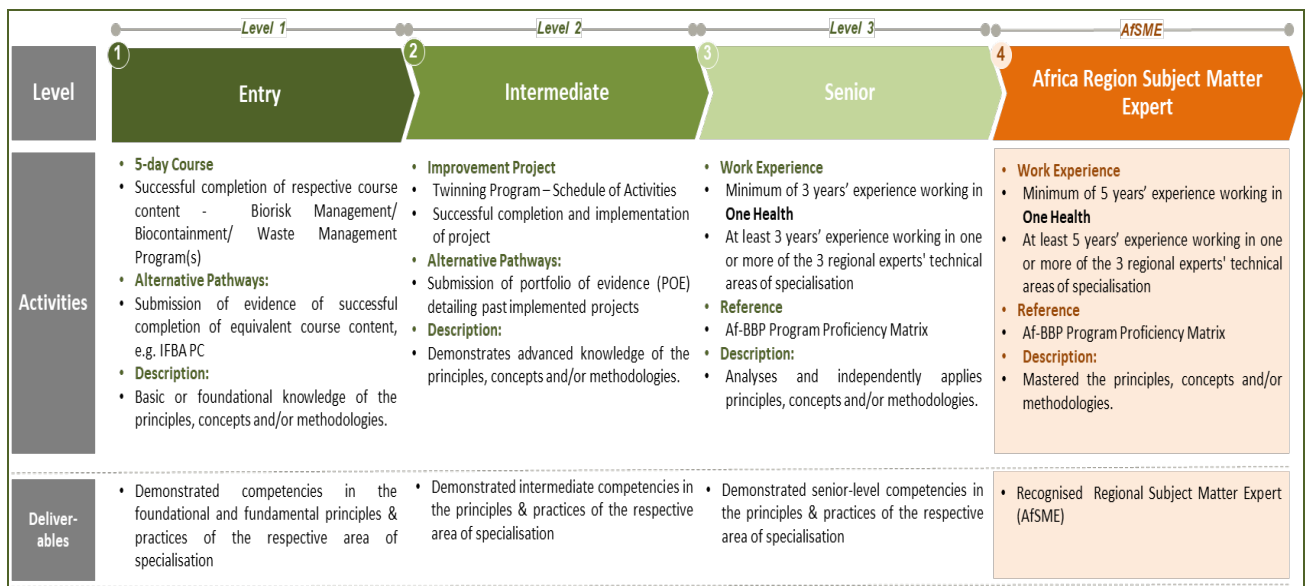 Level 1
Level 2
Level 3
AfSME
Level
1
Entry
2
Intermediate
3
Senior
4
Africa Region Subject Matter
Expert
Activities
• 5-day Course
• Successful completion of respective course
content - Biorisk Management/
Biocontainment/ Waste Management
Program(s)
• Alternative Pathways:
• Submission of evidence of successful
completion of equivalent course content,
e.g. IFBA PC
• Description:
• Basic or foundational knowledge of the
principles, concepts and/or methodologies.
• Improvement Project
• Twinning Program – Schedule of Activities
• Successful completion and implementation
of project
• Alternative Pathways:
• Submission of portfolio of evidence (POE)
detailing past implemented projects
• Description:
• Demonstrates advanced knowledge of the
principles, concepts and/or methodologies.
• Work Experience
• Minimum of 3 years’ experience working in
One Health
• At least 3 years’ experience working in one
or more of the 3 regional experts' technical
areas of specialisation
• Reference
• Af-BBP Program Proficiency Matrix
• Description:
• Analyses and independently applies
principles, concepts and/or methodologies.
• Work Experience
• Minimum of 5 years’ experience working in
One Health
• At least 5 years’ experience working in one
or more of the 3 regional experts' technical
areas of specialisation
• Reference
• Af-BBP Program Proficiency Matrix
• Description:
• Mastered the principles, concepts and/or
methodologies.
Deliver-
ables
• Demonstrated competencies in the
foundational and fundamental principles &
practices of the respective area of
specialisation
• Demonstrated intermediate competencies in
the principles & practices of the respective
area of specialisation
• Demonstrated senior-level competencies in
the principles & practices of the respective
area of specialisation
• Recognised Regional Subject Matter Expert
(AfSME)